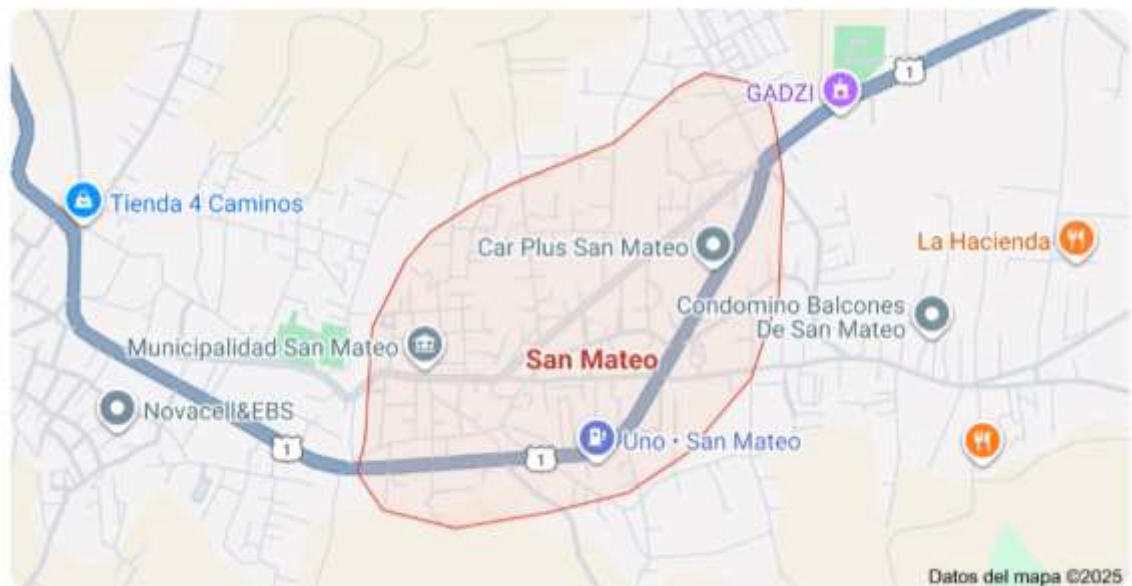 GADZI
1
Tienda 4 Caminos
Car Plus San Mateo
La Hacienda
Condomino Balcones
De San Mateo
Municipalidad San Mateo
San Mateo
Novacell&EBS
Uno • San Mateo
1
1
Datos del mapa ©2025